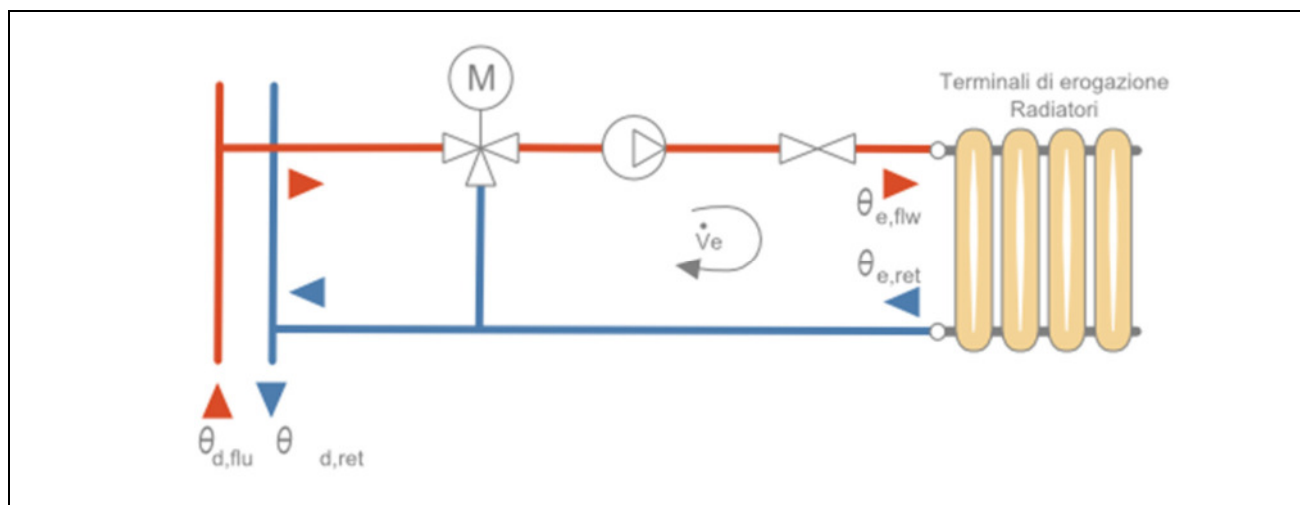 M
Terminali di erogazione
Radiatori
θe,flw
V̇e
θe,ret
θd,flu θ d,ret